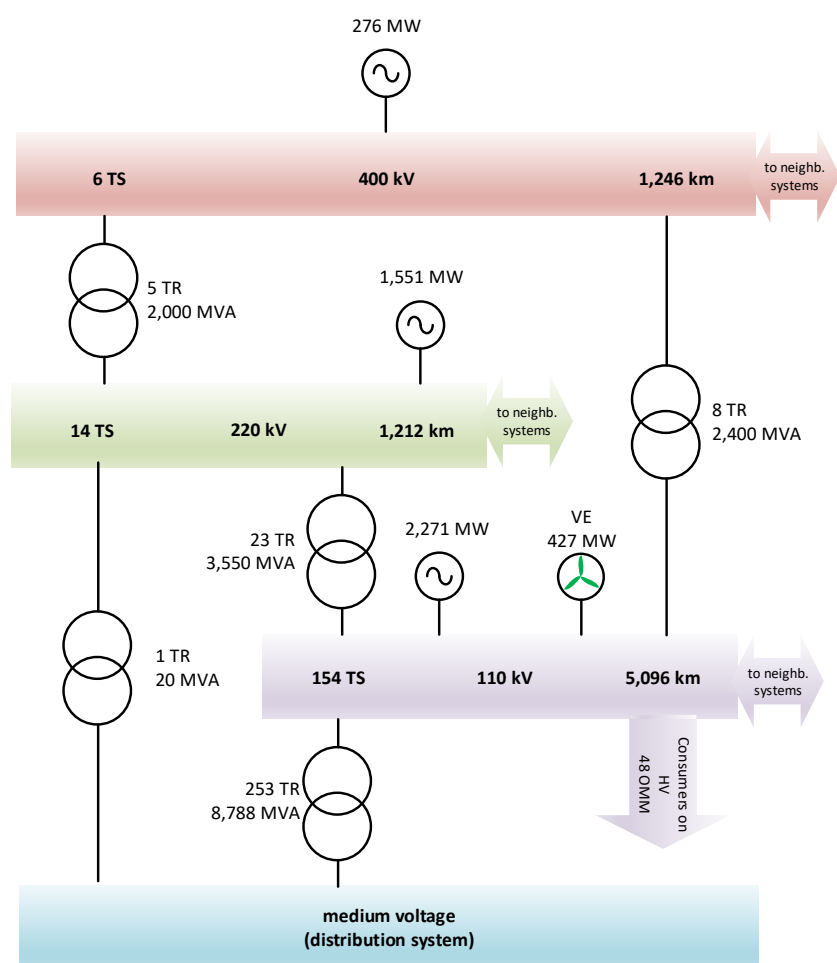 276 MW
6 TS
400 kV
1,246 km
to neighb.
systems
5 TR
2,000 MVA
1,551 MW
8 TR
2,400 MVA
14 TS
220 kV
1,212 km
to neighb.
systems
23 TR
3,550 MVA
2,271 MW
VE
427 MW
1 TR
20 MVA
154 TS
110 kV
5,096 km
to neighb.
systems
Consumers on
HV
48 OMM
253 TR
8,788 MVA
medium voltage
(distribution system)